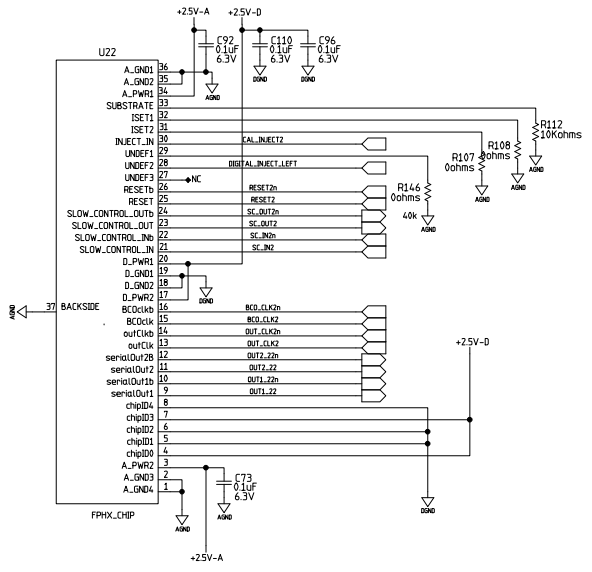 +2.5V-A
+2.5V-D
C92
0.1uF
6.3V
C110
0.1uF
6.3V
C96
0.1uF
6.3V
U22
A_GND1 36
A_GND2 35
A_PWR1 34
SUBSTRATE 33
ISET1 32
ISET2 31
INJECT_IN 30 CAL_INJECT2
UNDEF1 29
UNDEF2 28 DIGITAL_INJECT_LEFT
UNDEF3 27 NC
RESETb 26 RESET2n
RESET 25 RESET2
SLOW_CONTROL_OUTb 24 SC_OUT2n
SLOW_CONTROL_OUT 23 SC_OUT2
SLOW_CONTROL_INb 22 SC_IN2n
SLOW_CONTROL_IN 21 SC_IN2
D_PWR1 20
D_GND1 19
D_GND2 18
D_PWR2 17
BCOclkb 16 BCO_CLK2n
BCOclk 15 BCO_CLK2
outClkb 14 OUT_CLK2n
outClk 13 OUT_CLK2
serialOut2B 12 OUT2_22n
serialOut2 11 OUT2_22
serialOut1b 10 OUT1_22n
serialOut1 9 OUT1_22
chipID4 8
chipID3 7
chipID2 6
chipID1 5
chipID0 4
A_PWR2 3
A_GND3 2
A_GND4 1
AGND
37 BACKSIDE
FPHX_CHIP
AGND
DGND
DGND
DGND
R112
10Kohms
AGND
R108
0ohms
AGND
R107
0ohms
AGND
R146
0ohms
40k
AGND
DGND
+2.5V-D
C73
0.1uF
6.3V
AGND
AGND
DGND
+2.5V-A